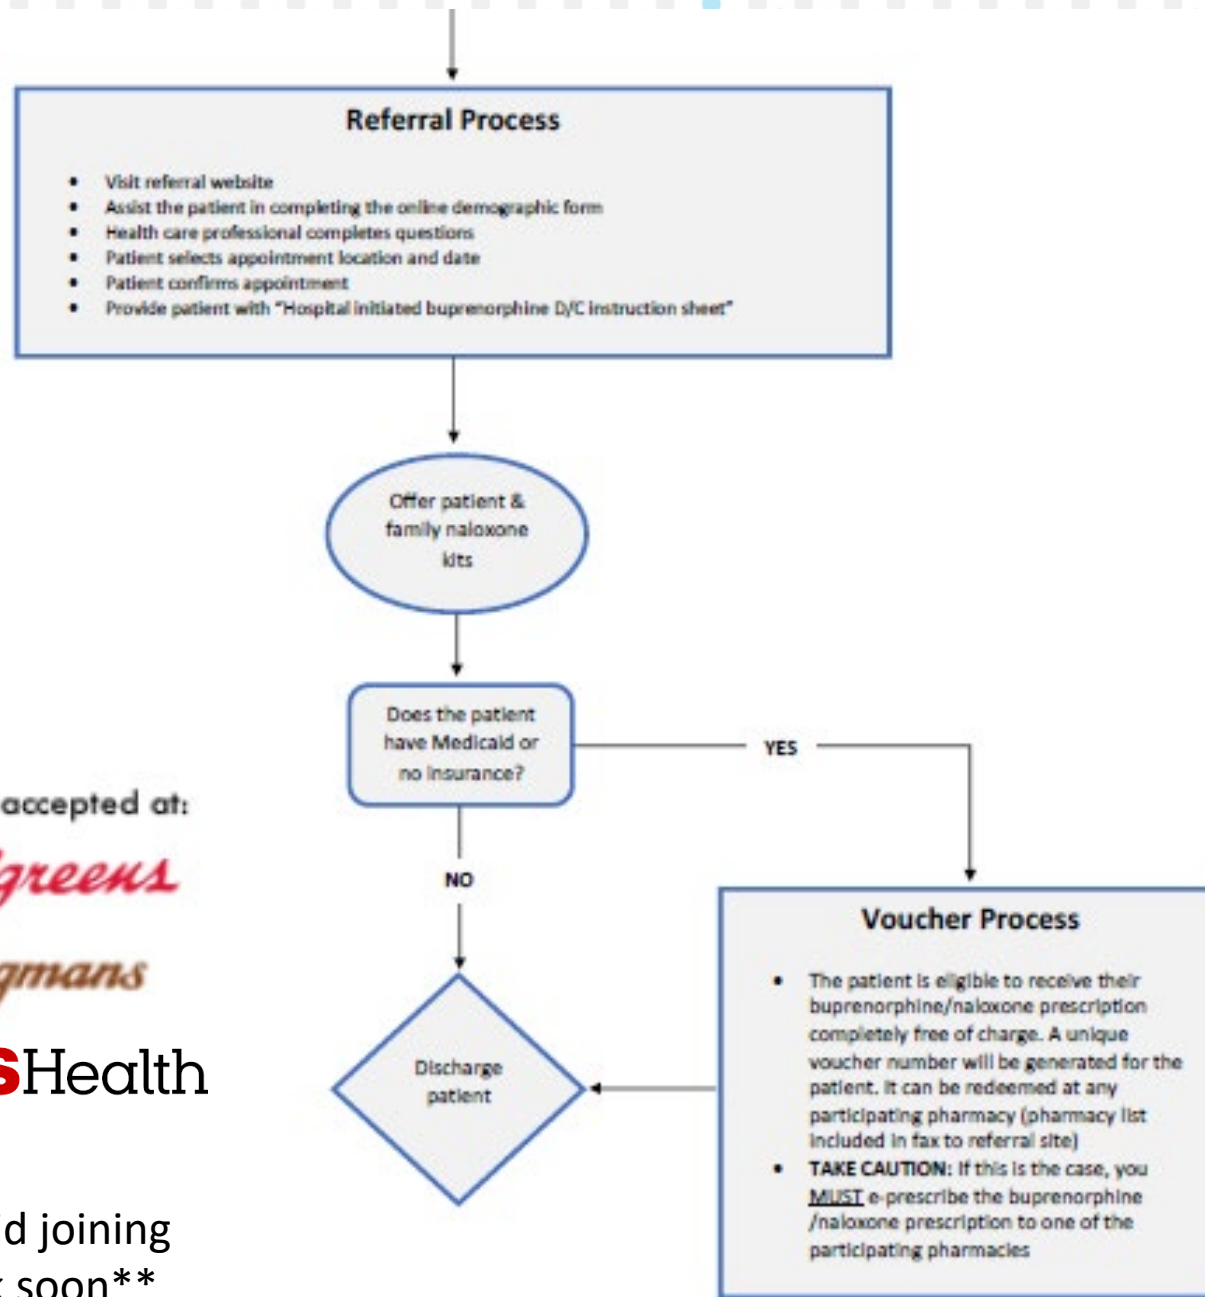 Referral Process
• Visit referral website
• Assist the patient in completing the online demographic form
• Health care professional completes questions
• Patient selects appointment location and date
• Patient confirms appointment
• Provide patient with “Hospital initiated buprenorphine D/C instruction sheet”
Offer patient &
family naloxone
kits
Does the patient
have Medicaid or
no insurance?
YES
NO
accepted at:
greens
gmans
SHealth
d joining
soon**
Discharge
patient
Voucher Process
• The patient is eligible to receive their
buprenorphine/naloxone prescription
completely free of charge. A unique
voucher number will be generated for the
patient. It can be redeemed at any
participating pharmacy (pharmacy list
included in fax to referral site)
• TAKE CAUTION: If this is the case, you
MUST e-prescribe the buprenorphine
/naloxone prescription to one of the
participating pharmacies